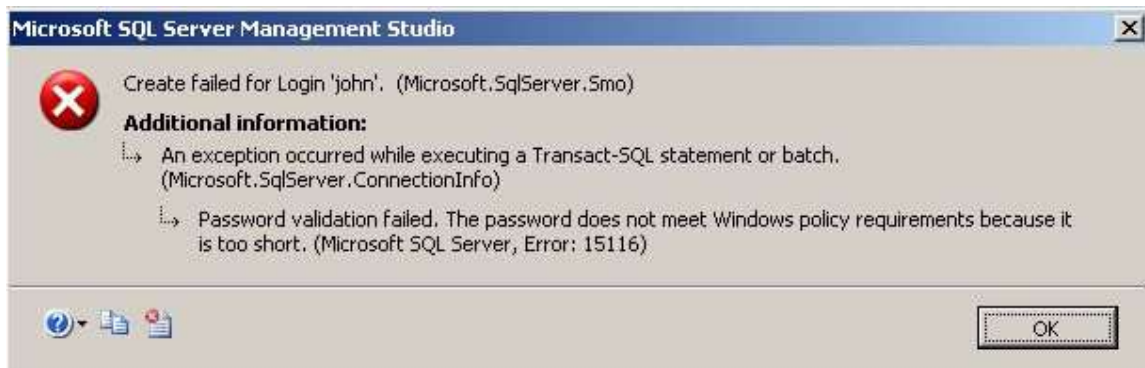 Microsoft SQL Server Management Studio
Create failed for Login 'john'. (Microsoft.SqlServer.Smo)
Additional information:
An exception occurred while executing a Transact-SQL statement or batch.
(Microsoft.SqlServer.ConnectionInfo)
Password validation failed. The password does not meet Windows policy requirements because it
is too short. (Microsoft SQL Server, Error: 15116)
OK